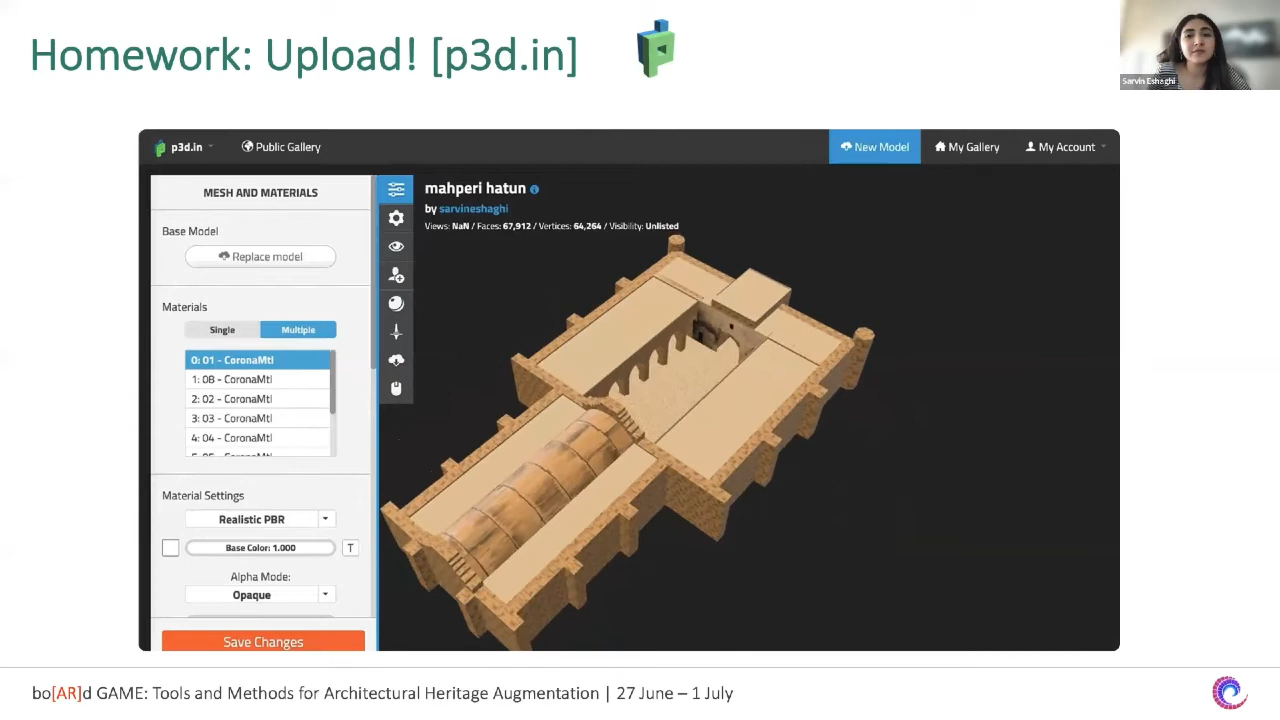 Homework: Upload! [p3d.in]
Sarvin Eshaghi
p3d.in
Public Gallery
New Model
My Gallery
My Account
MESH AND MATERIALS
Base Model
Replace model
Materials
Single
Multiple
0: 01 - CoronaMtl
1: 08 - CoronaMtl
2: 02 - CoronaMtl
3: 03 - CoronaMtl
4: 04 - CoronaMtl
Material Settings
Realistic PBR
Base Color: 1.000
T
Alpha Mode:
Opaque
Save Changes
mahperi hatun
by sarvineshaghi
Views: NaN / Faces: 67,912 / Vertices: 64,264 / Visibility: Unlisted
bo[AR]d GAME: Tools and Methods for Architectural Heritage Augmentation | 27 June – 1 July